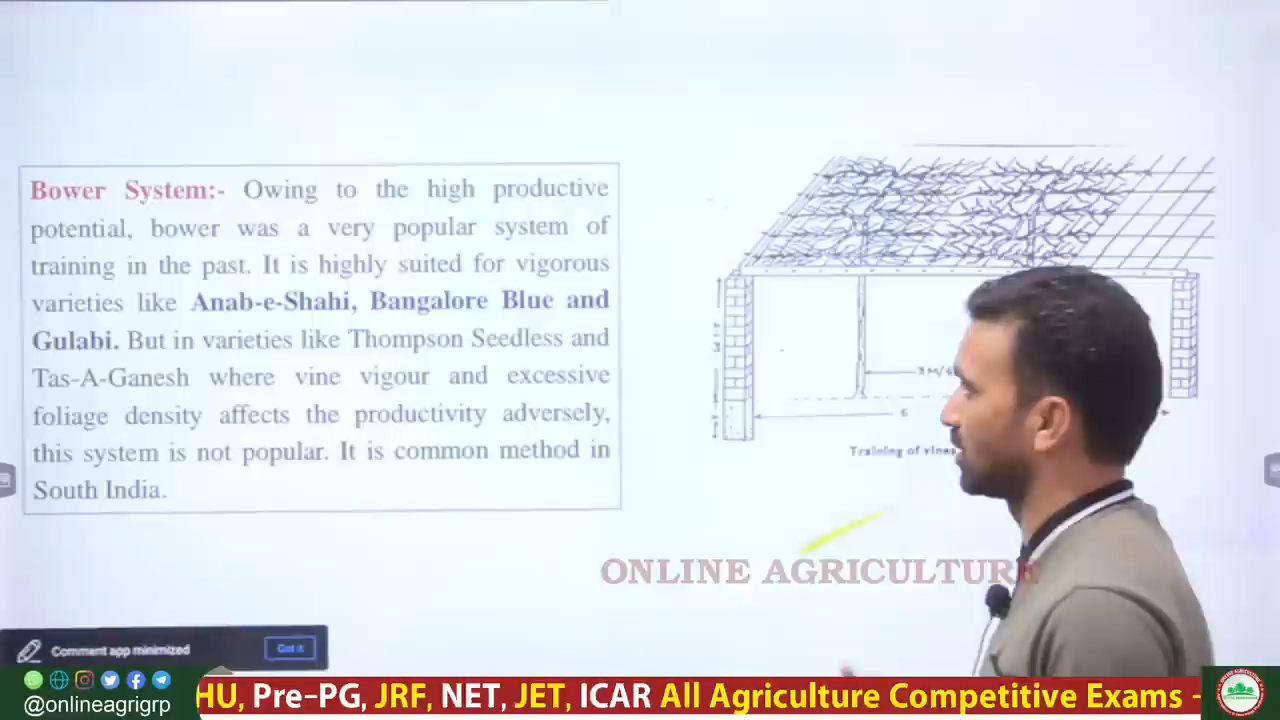 Bower System:- Owing to the high productive
potential, bower was a very popular system of
training in the past. It is highly suited for vigorous
varieties like Anab-e-Shahi, Bangalore Blue and
Gulabi. But in varieties like Thompson Seedless and
Tas-A-Ganesh where vine vigour and excessive
foliage density affects the productivity adversely,
this system is not popular. It is common method in
South India.
3M
6
Training of vines
ONLINE AGRICULTURE
Comment app minimized
Got it
@onlineagrigrp
HU, Pre-PG, JRF, NET, JET, ICAR All Agriculture Competitive Exams -